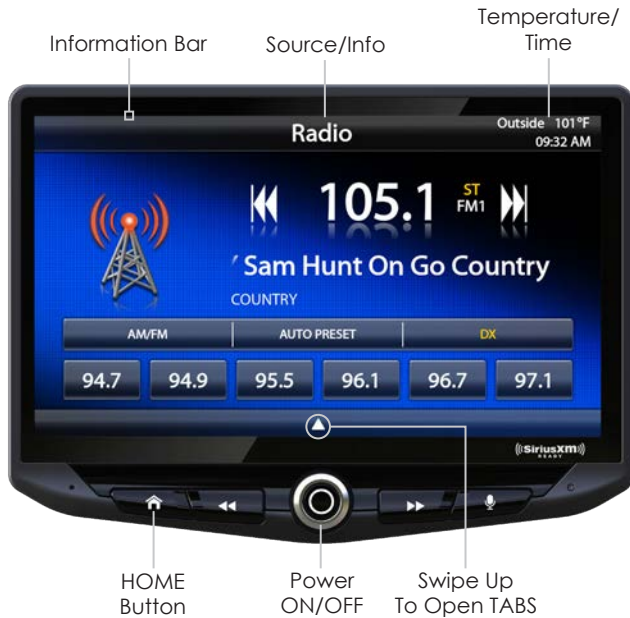 Temperature/
Information Bar Source/Info Time
Radio Outside 101°F
09:32 AM
105.1 ST
FM1
Sam Hunt On Go Country
COUNTRY
AM/FM AUTO PRESET DX
94.7 94.9 95.5 96.1 96.7 97.1
((SiriusXM))
READY
HOME Power Swipe Up
Button ON/OFF To Open TABS